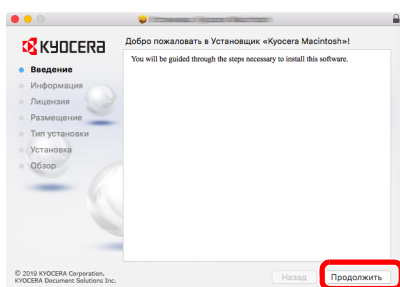 KYOCERA
Добро пожаловать в Установщик «Kyocera Macintosh»!
Введение
Информация
Лицензия
Размещение
Тип установки
Установка
Обзор
You will be guided through the steps necessary to install this software.
© 2019 KYOCERA Corporation,
KYOCERA Document Solutions Inc.
Назад
Продолжить